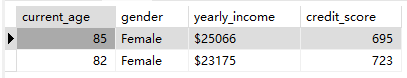 current_age gender yearly_income credit_score
85 Female $25066 695
82 Female $23175 723